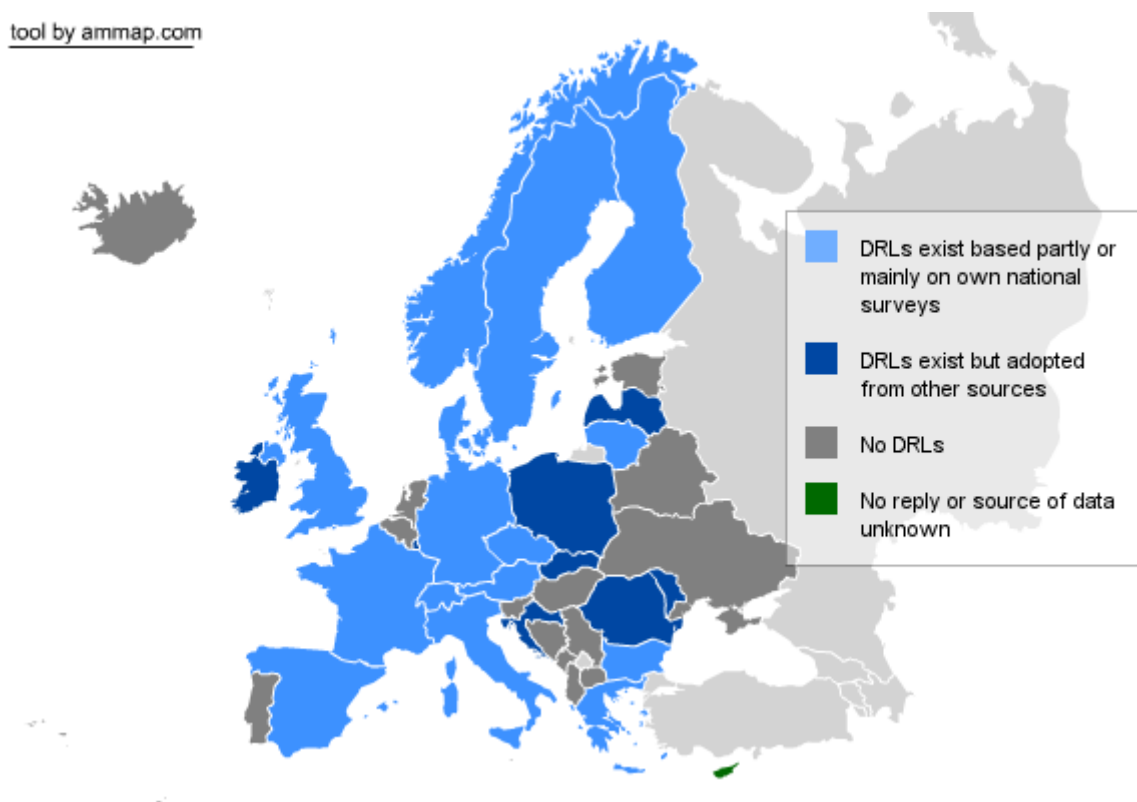 tool by ammap.com
DRLs exist based partly or
mainly on own national
surveys
DRLs exist but adopted
from other sources
No DRLs
No reply or source of data
unknown